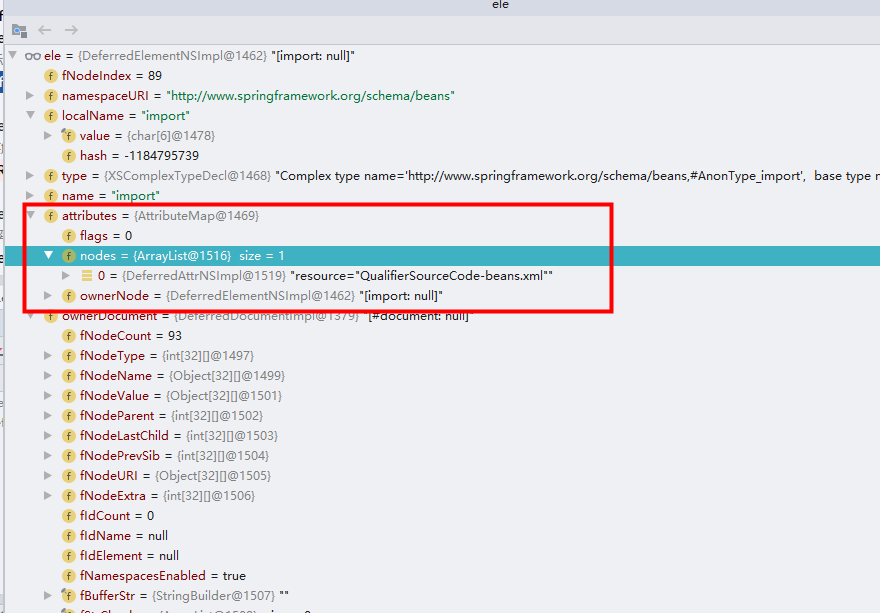 ele
ele = {DeferredElementNSImpl@1462} "[import: null]"
f fNodeIndex = 89
f namespaceURI = "http://www.springframework.org/schema/beans"
f localName = "import"
f value = {char[6]@1478}
f hash = -1184795739
f type = {XSComplexTypeDecl@1468} "Complex type name='http://www.springframework.org/schema/beans,#AnonType_import', base type n
f name = "import"
f attributes = {AttributeMap@1469}
f flags = 0
f nodes = {ArrayList@1516} size = 1
0 = {DeferredAttrNSImpl@1519} "resource="QualifierSourceCode-beans.xml""
f ownerNode = {DeferredElementNSImpl@1462} "[import: null]"
f ownerDocument = {DeferredDocumentImpl@1379} "[#document: null]"
f fNodeCount = 93
f fNodeType = {int[32][]@1497}
f fNodeName = {Object[32][]@1499}
f fNodeValue = {Object[32][]@1501}
f fNodeParent = {int[32][]@1502}
f fNodeLastChild = {int[32][]@1503}
f fNodePrevSib = {int[32][]@1504}
f fNodeURI = {Object[32][]@1505}
f fNodeExtra = {int[32][]@1506}
f fIdCount = 0
f fIdName = null
f fIdElement = null
f fNamespacesEnabled = true
f fBufferStr = {StringBuilder@1507} ""